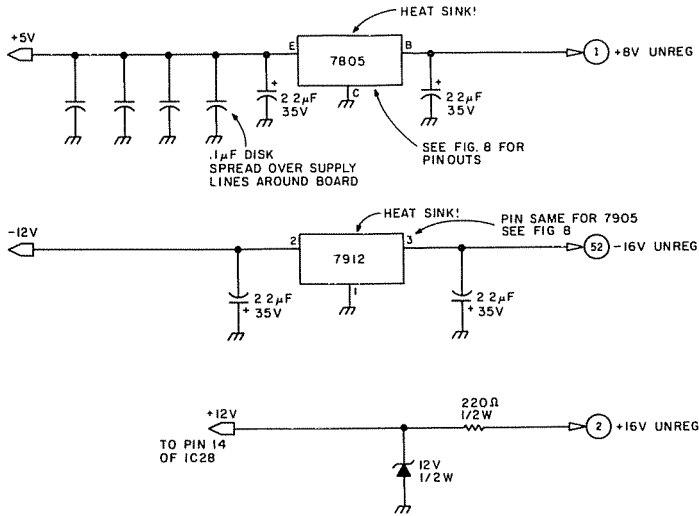 HEAT SINK!
+5V
E
7805
B
1
+8V UNREG
C
+
2 2µF
35V
+
2 2µF
35V
.1µF DISK
SPREAD OVER SUPPLY
LINES AROUND BOARD
SEE FIG. 8 FOR
PINOUTS
HEAT SINK!
PIN SAME FOR 7905
SEE FIG 8
-12V
2
7912
3
52
-16V UNREG
1
2 2µF
+ 35V
2 2µF
+ 35V
220Ω
1/2W
+12V
2
+16V UNREG
TO PIN 14
OF IC28
12V
1/2W